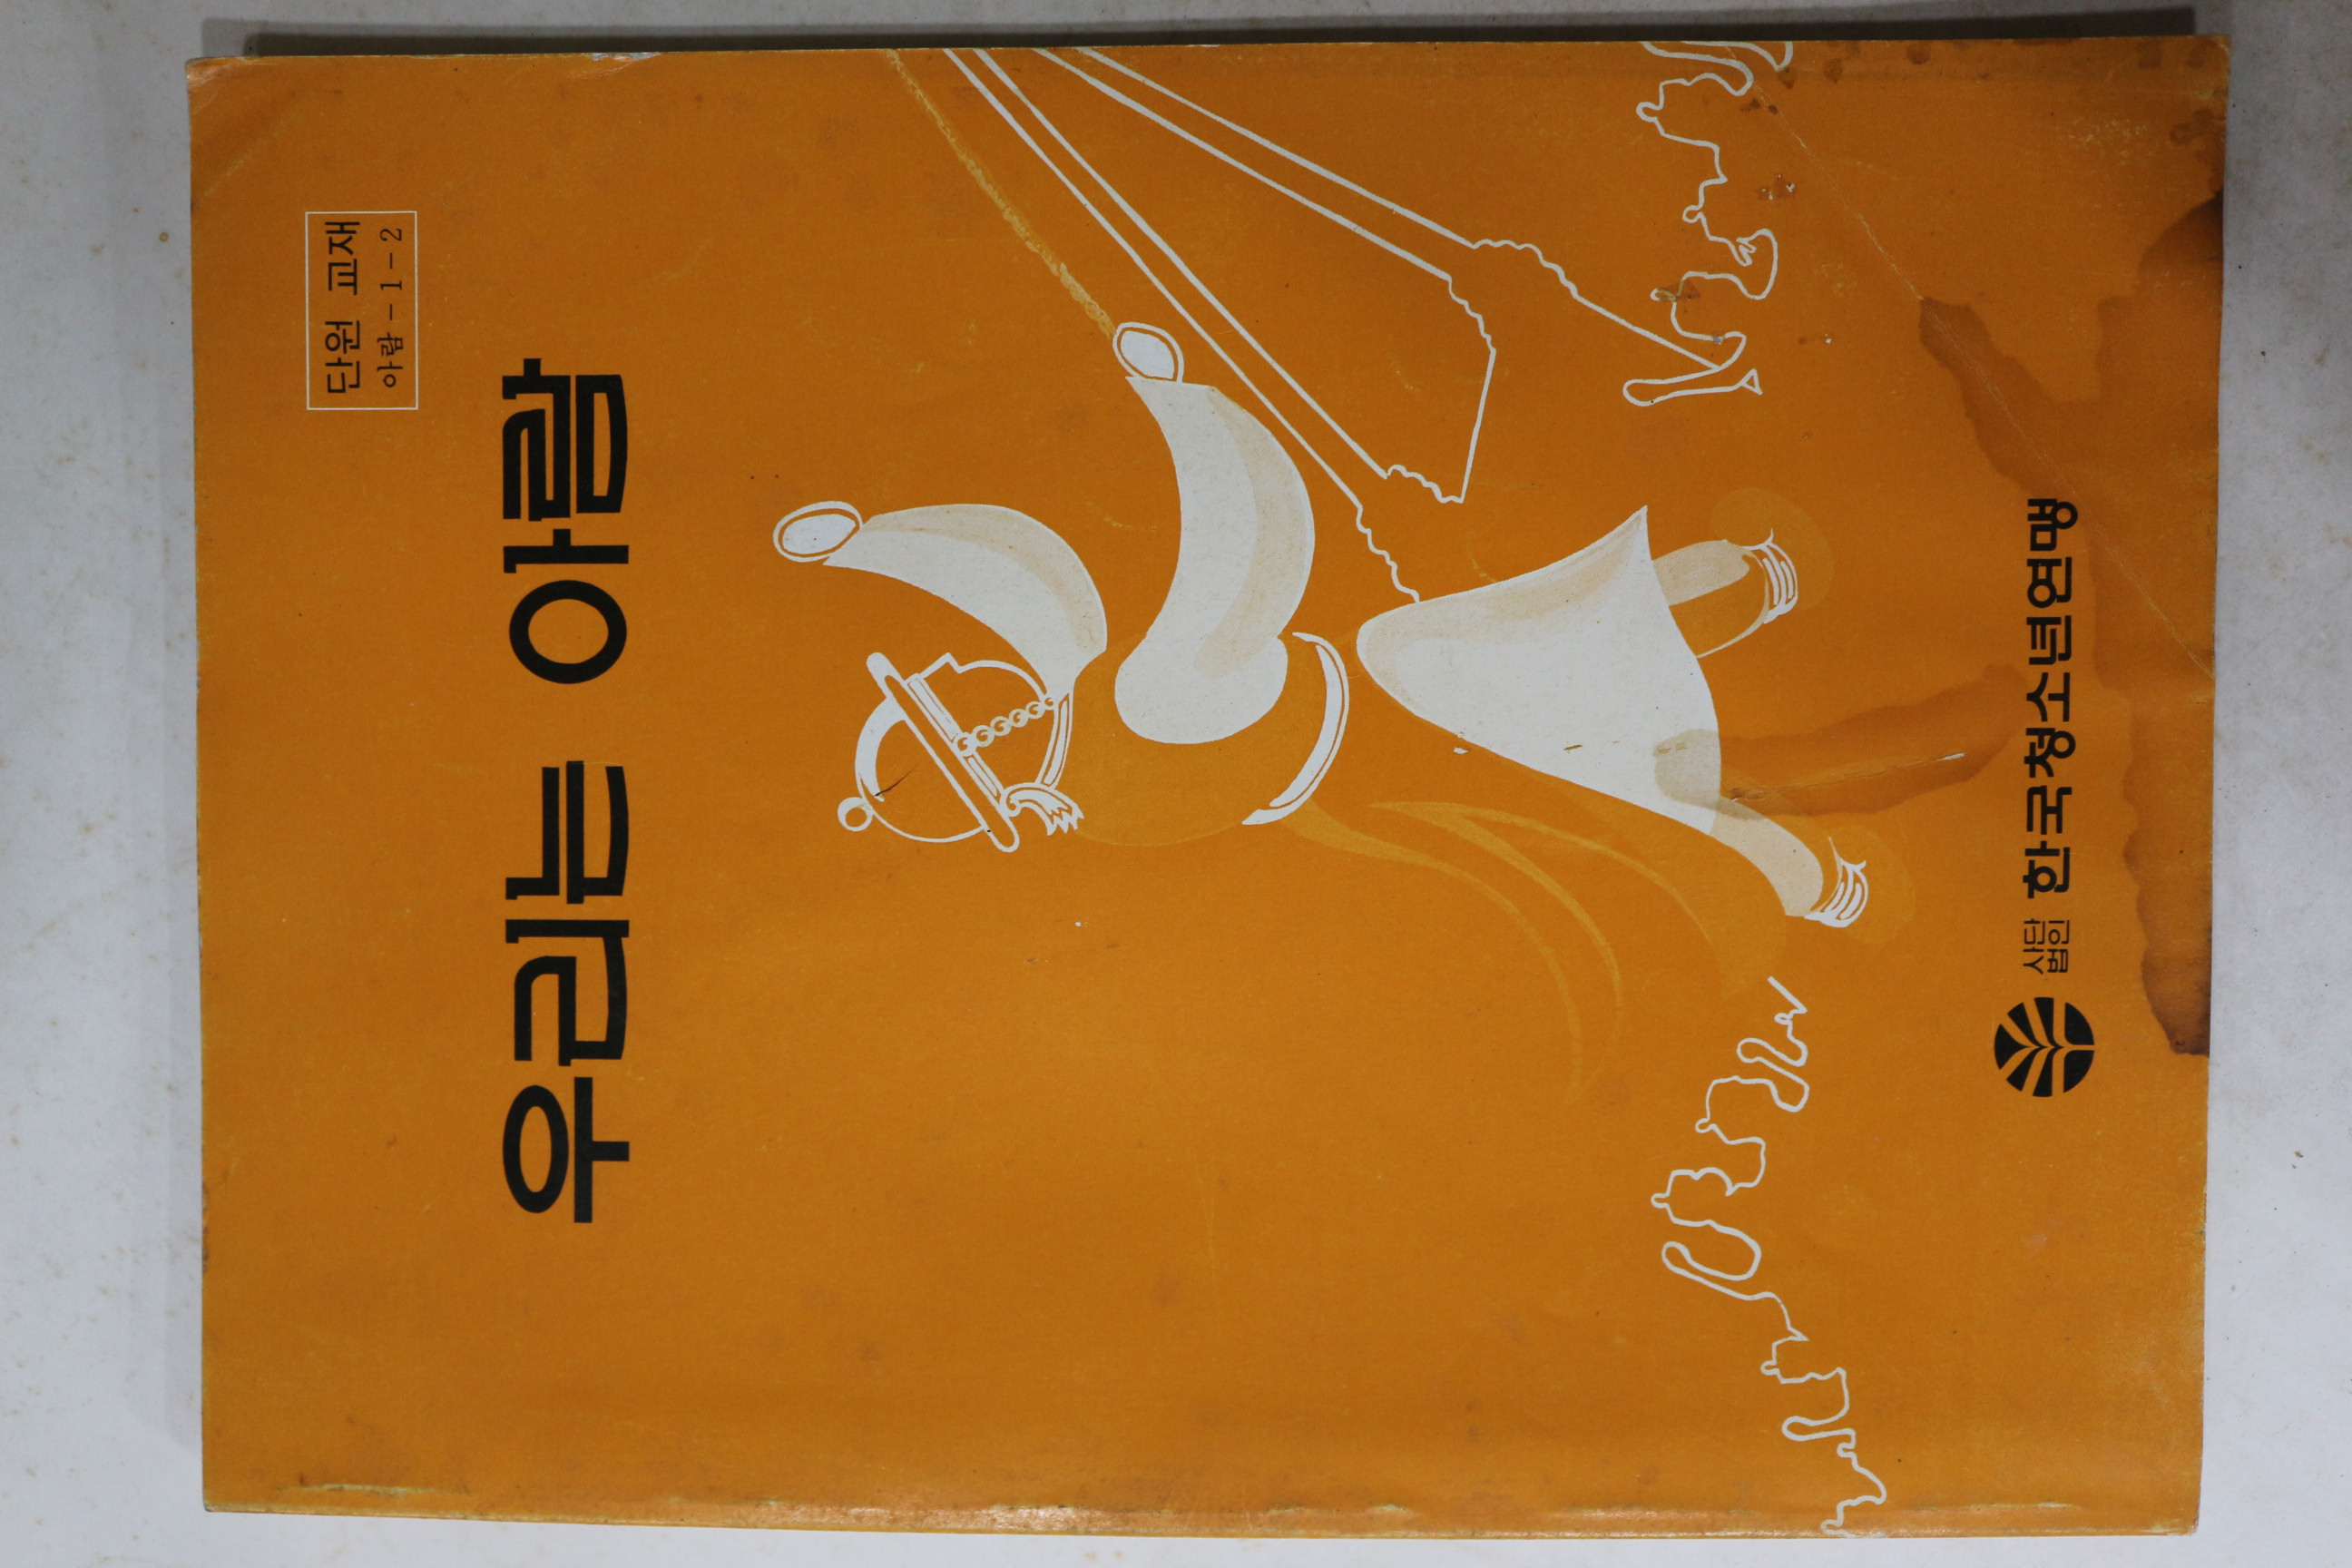 단원 교재
아람-1-2
우리는 아람
사단
법인 한국청소년연맹